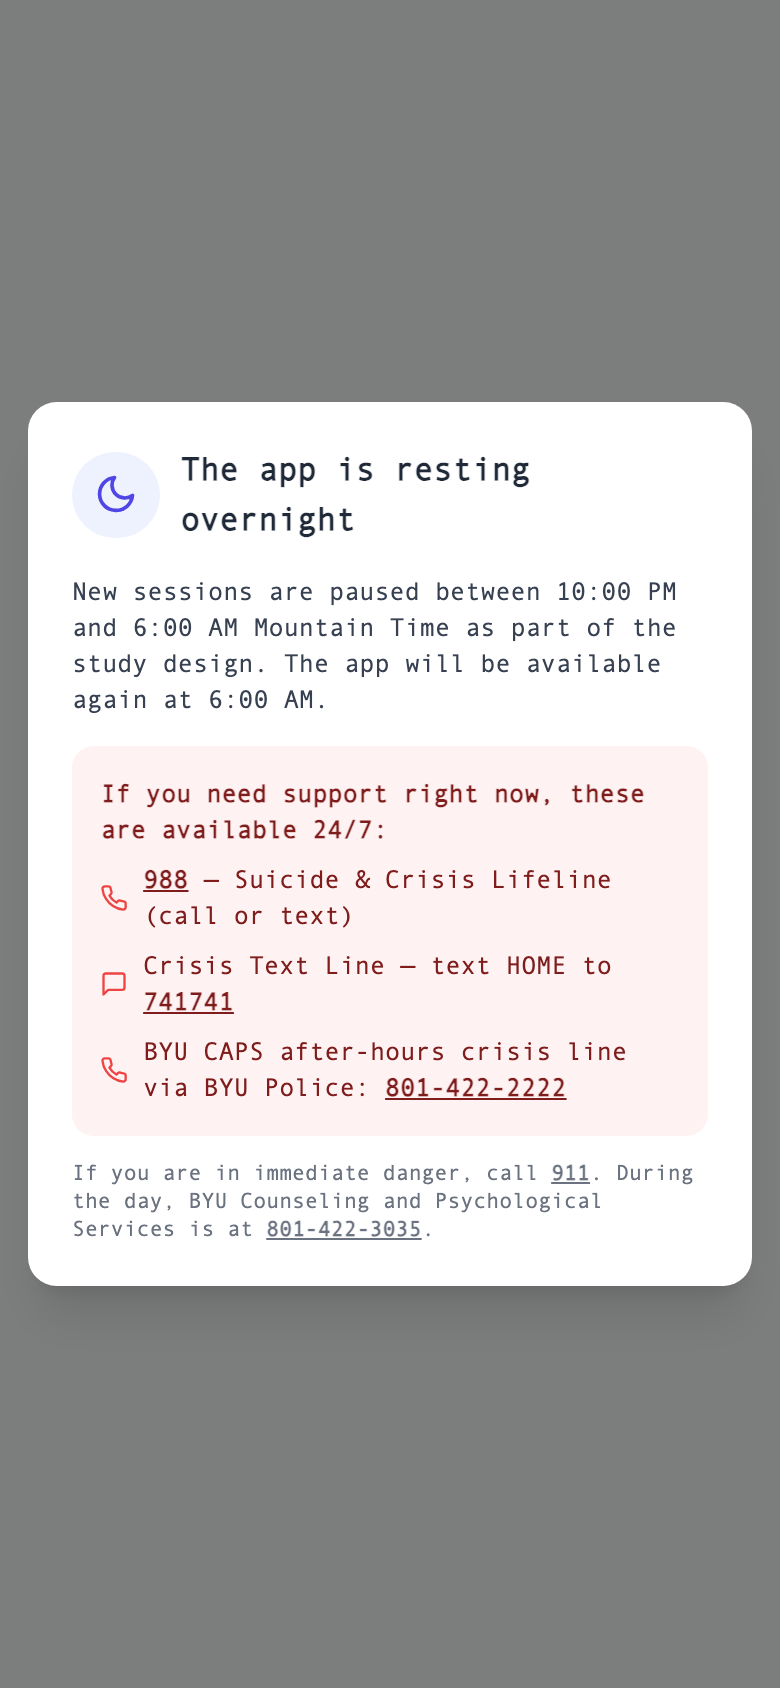 The app is resting
overnight
New sessions are paused between 10:00 PM
and 6:00 AM Mountain Time as part of the
study design. The app will be available
again at 6:00 AM.
If you need support right now, these
are available 24/7:
988 — Suicide & Crisis Lifeline
(call or text)
Crisis Text Line — text HOME to
741741
BYU CAPS after-hours crisis line
via BYU Police: 801-422-2222
If you are in immediate danger, call 911. During
the day, BYU Counseling and Psychological
Services is at 801-422-3035.